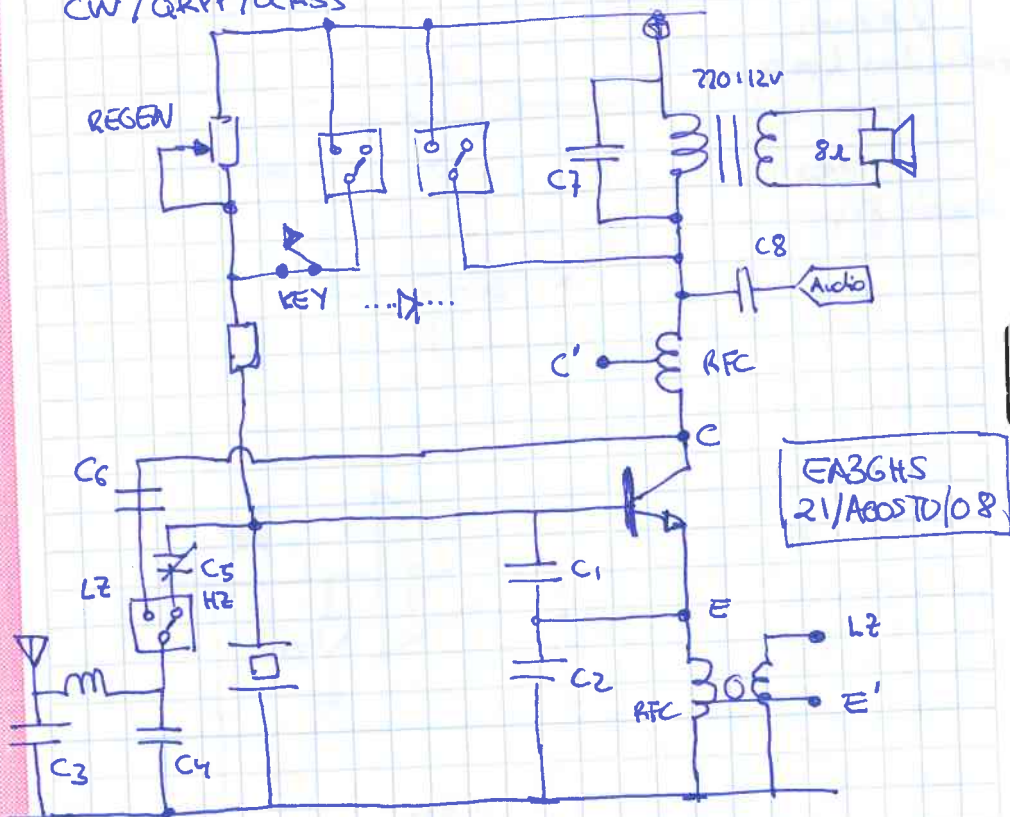 REGEN
220:12V
8Ω
C7
C8
Audio
KEY
C'
RFC
C
C6
EA3GHS
21/AGOSTO/08
C5
LZ
HZ
C1
E
LZ
C2
RFC
E'
C3
C4